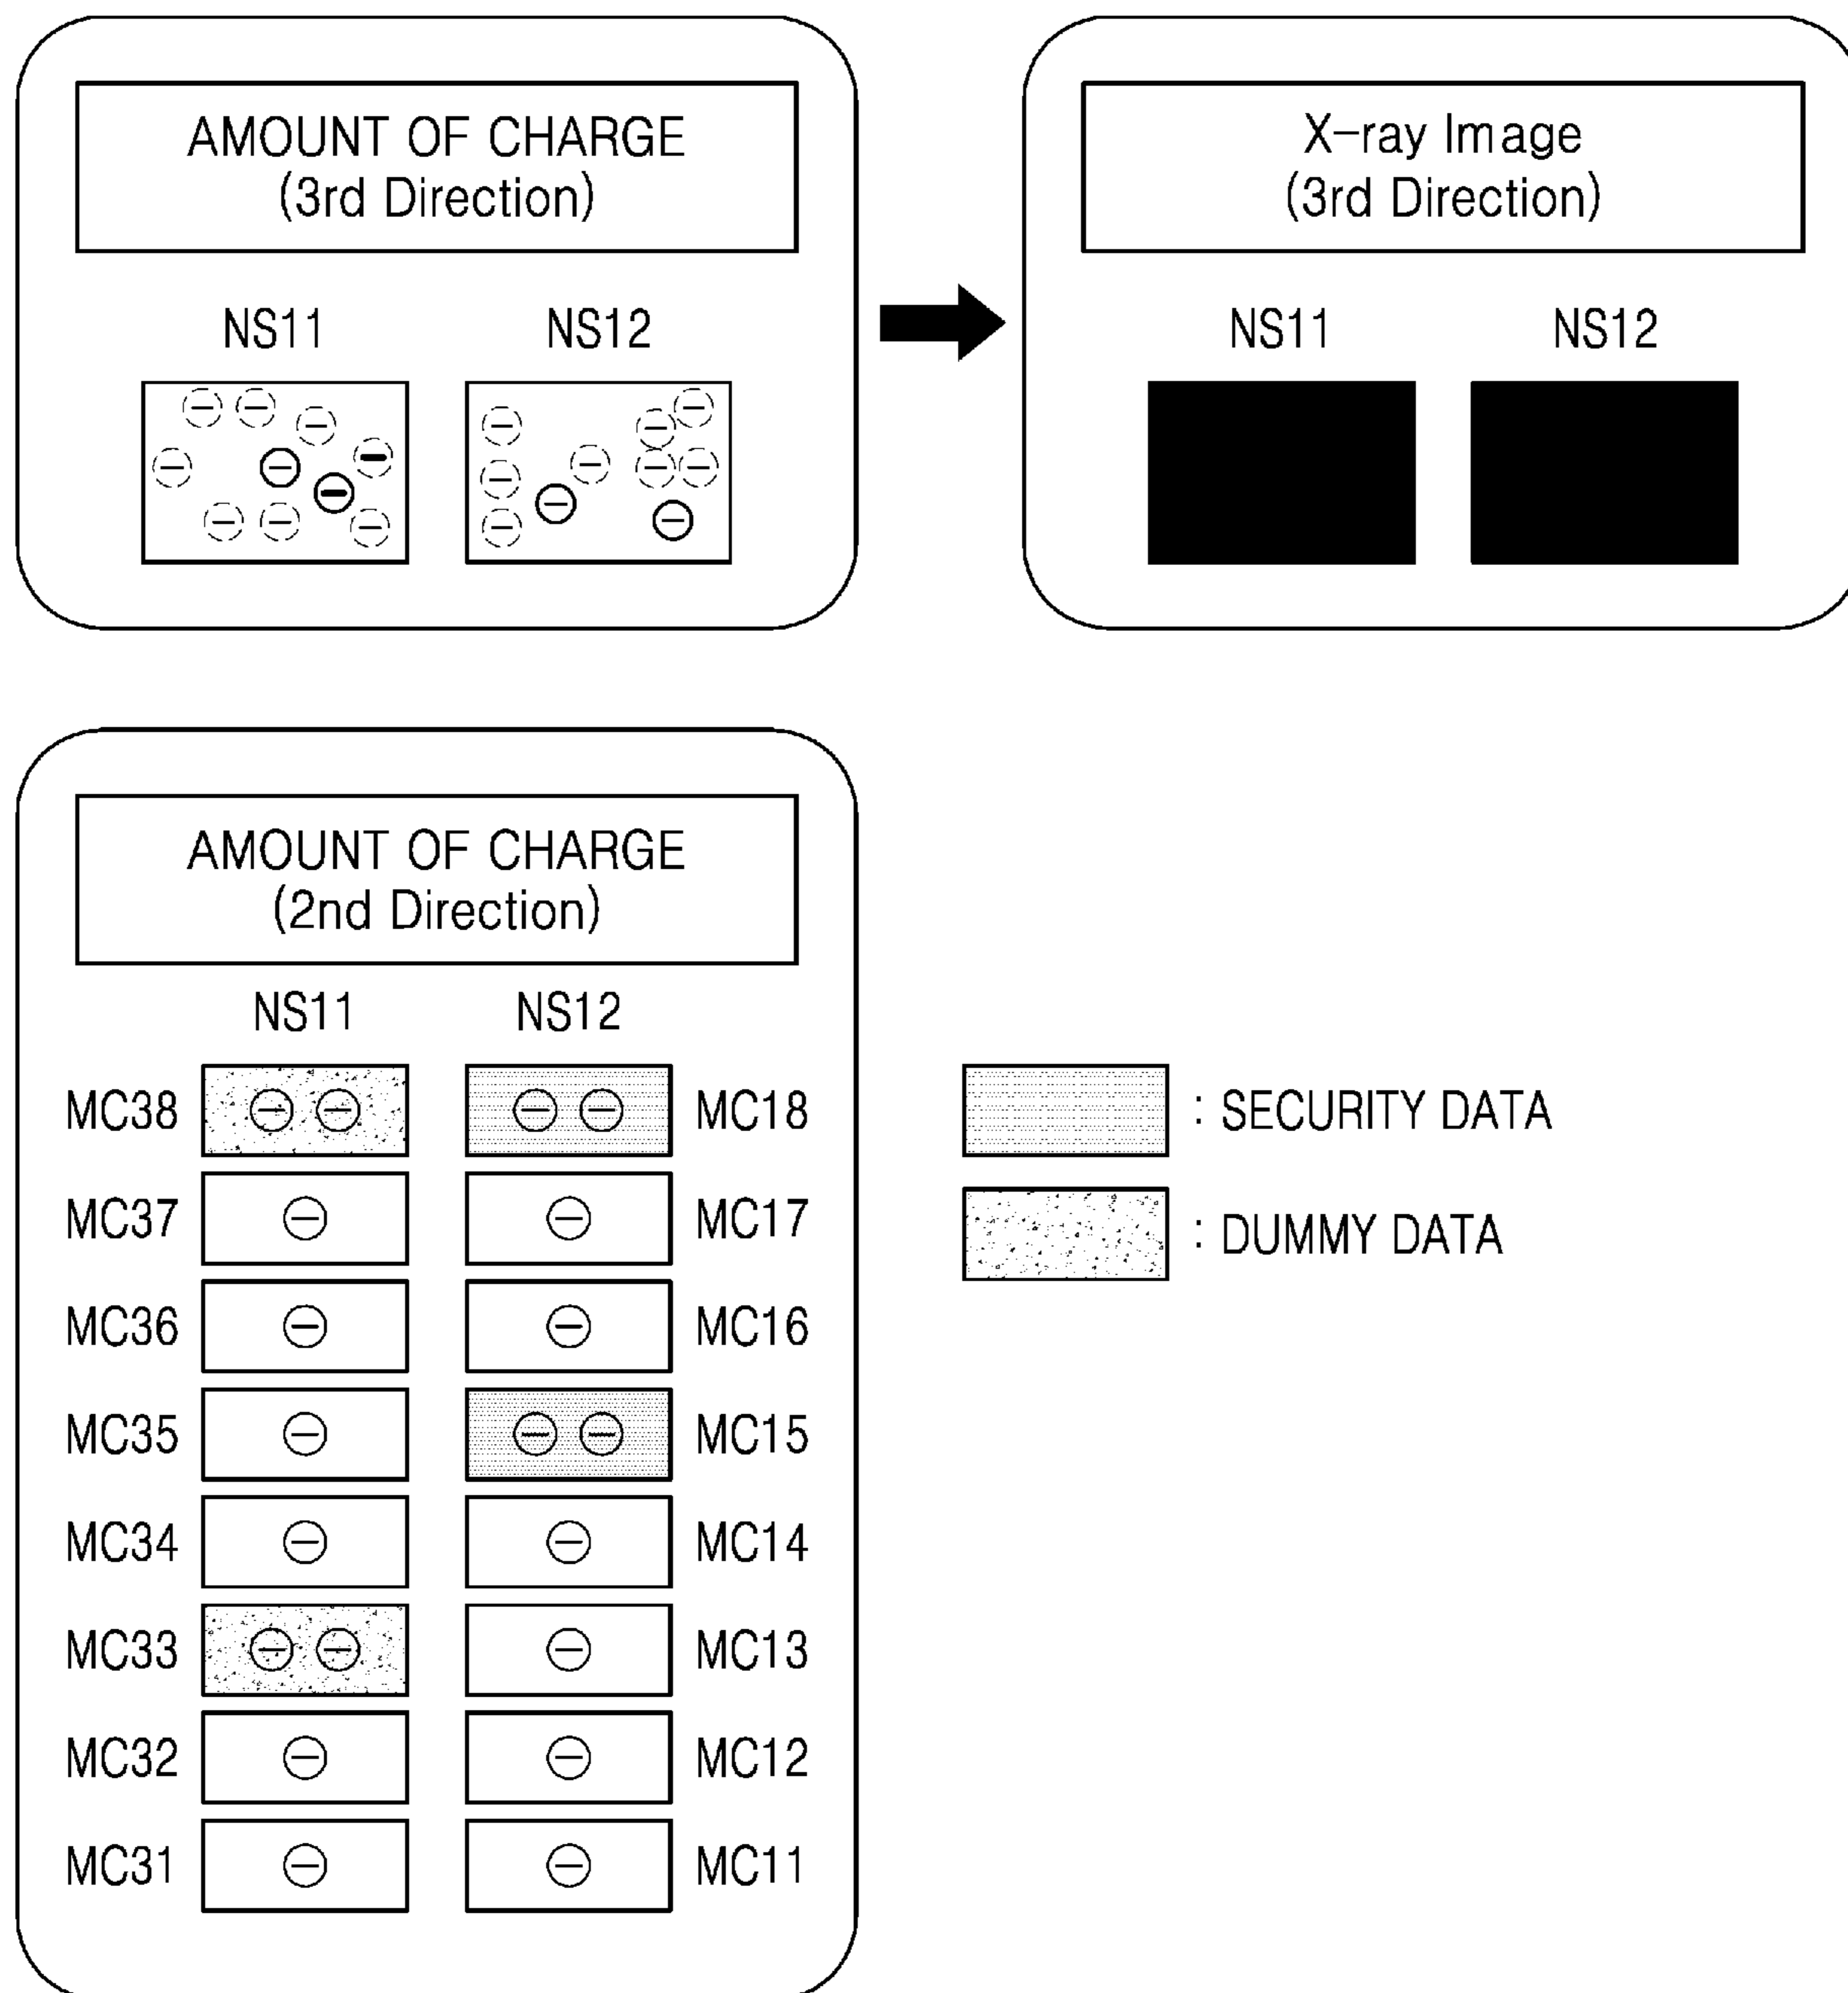 AMOUNT OF CHARGE
(3rd Direction)
NS11 NS12
X-ray Image
(3rd Direction)
NS11 NS12
AMOUNT OF CHARGE
(2nd Direction)
NS11 NS12
MC38 MC18
MC37 MC17
MC36 MC16
MC35 MC15
MC34 MC14
MC33 MC13
MC32 MC12
MC31 MC11
: SECURITY DATA
: DUMMY DATA